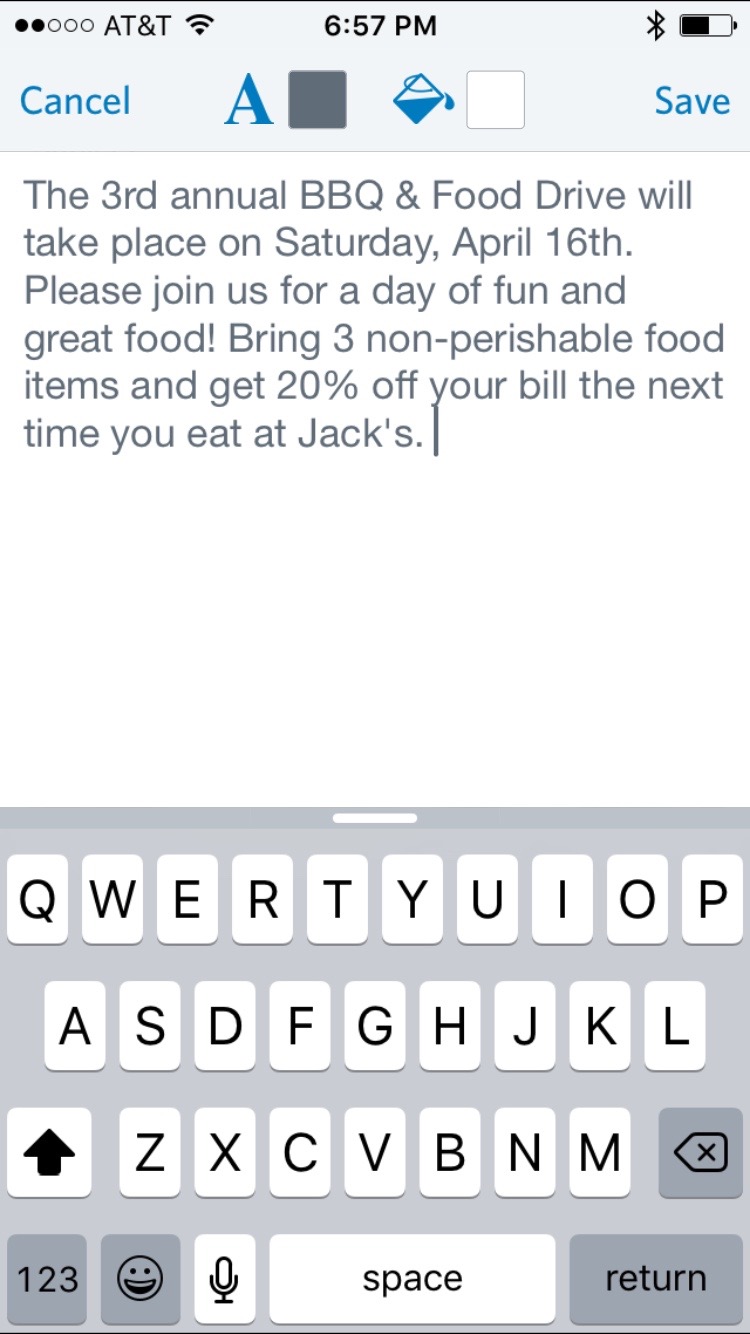 AT&T 6:57 PM
Cancel A Save
The 3rd annual BBQ & Food Drive will
take place on Saturday, April 16th.
Please join us for a day of fun and
great food! Bring 3 non-perishable food
items and get 20% off your bill the next
time you eat at Jack's.
Q W E R T Y U I O P
A S D F G H J K L
Z X C V B N M
123 space return